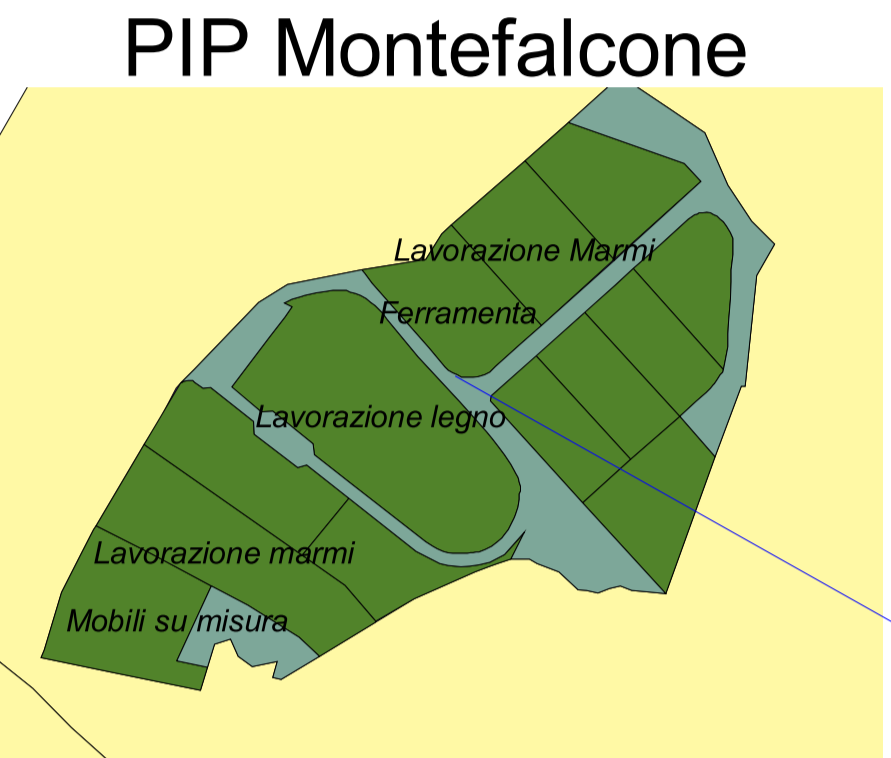 PIP Montefalcone
Lavorazione Marmi
Ferramenta
Lavorazione legno
Lavorazione marmi
Mobili su misura